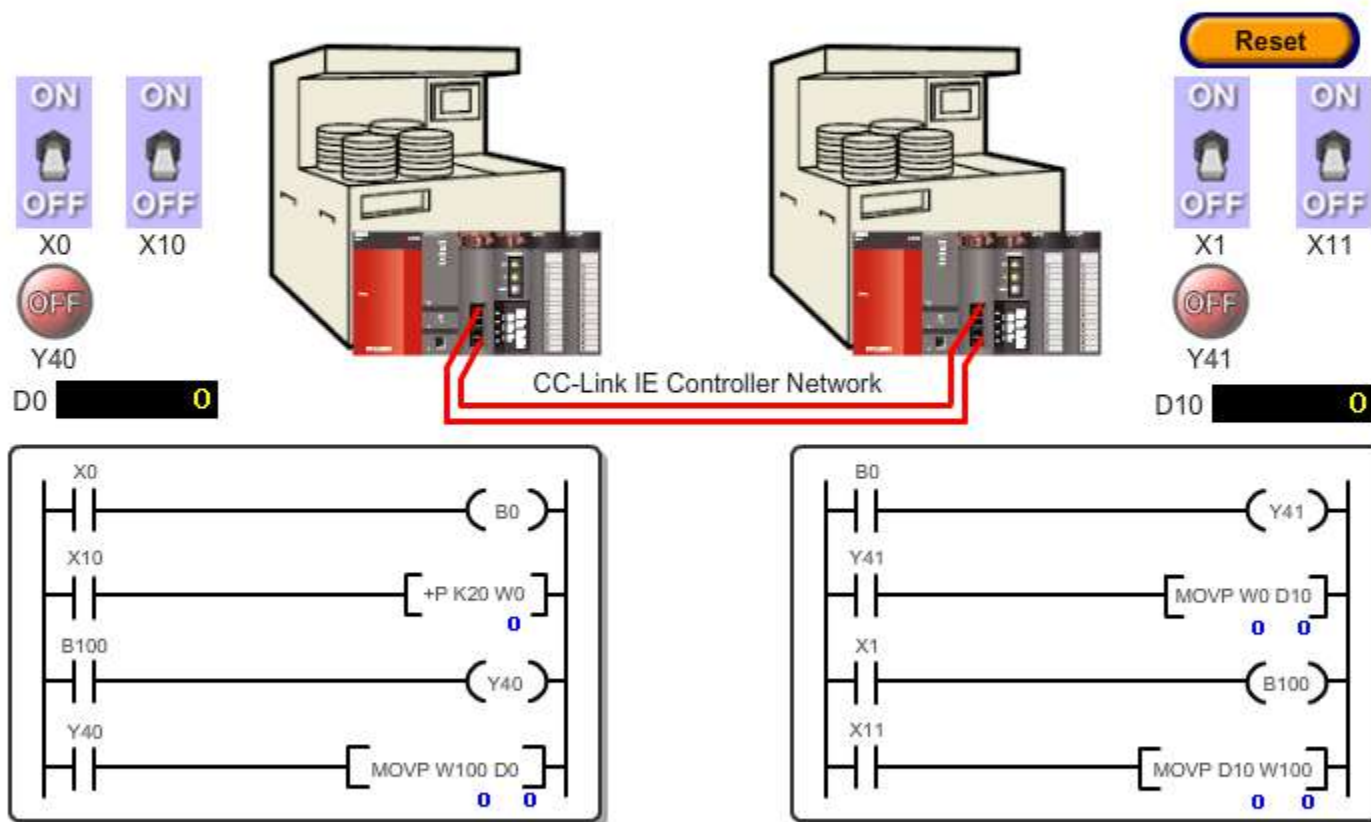 Reset
ON ON
OFF OFF
X0 X10
OFF
Y40
D0 0
CC-Link IE Controller Network
ON ON
OFF OFF
X1 X11
OFF
Y41
D10 0
X0
B0
X10
+P K20 W0
0
B100
Y40
Y40
MOVP W100 D0
0 0
B0
Y41
Y41
MOVP W0 D10
0 0
X1
B100
X11
MOVP D10 W100
0 0